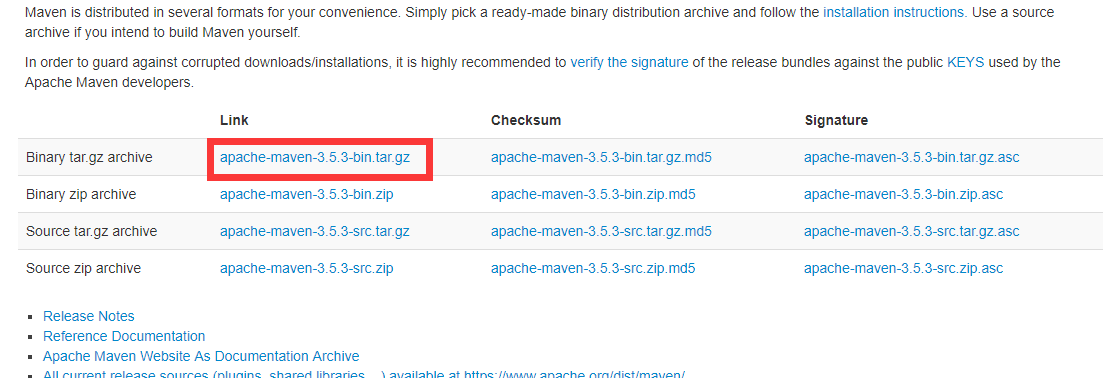 Maven is distributed in several formats for your convenience. Simply pick a ready-made binary distribution archive and follow the installation instructions. Use a source
archive if you intend to build Maven yourself.
In order to guard against corrupted downloads/installations, it is highly recommended to verify the signature of the release bundles against the public KEYS used by the
Apache Maven developers.
Link Checksum Signature
Binary tar.gz archive apache-maven-3.5.3-bin.tar.gz apache-maven-3.5.3-bin.tar.gz.md5 apache-maven-3.5.3-bin.tar.gz.asc
Binary zip archive apache-maven-3.5.3-bin.zip apache-maven-3.5.3-bin.zip.md5 apache-maven-3.5.3-bin.zip.asc
Source tar.gz archive apache-maven-3.5.3-src.tar.gz apache-maven-3.5.3-src.tar.gz.md5 apache-maven-3.5.3-src.tar.gz.asc
Source zip archive apache-maven-3.5.3-src.zip apache-maven-3.5.3-src.zip.md5 apache-maven-3.5.3-src.zip.asc
Release Notes
Reference Documentation
Apache Maven Website As Documentation Archive
All current release sources (plugins, shared libraries,...) available at https://www.apache.org/dist/maven/